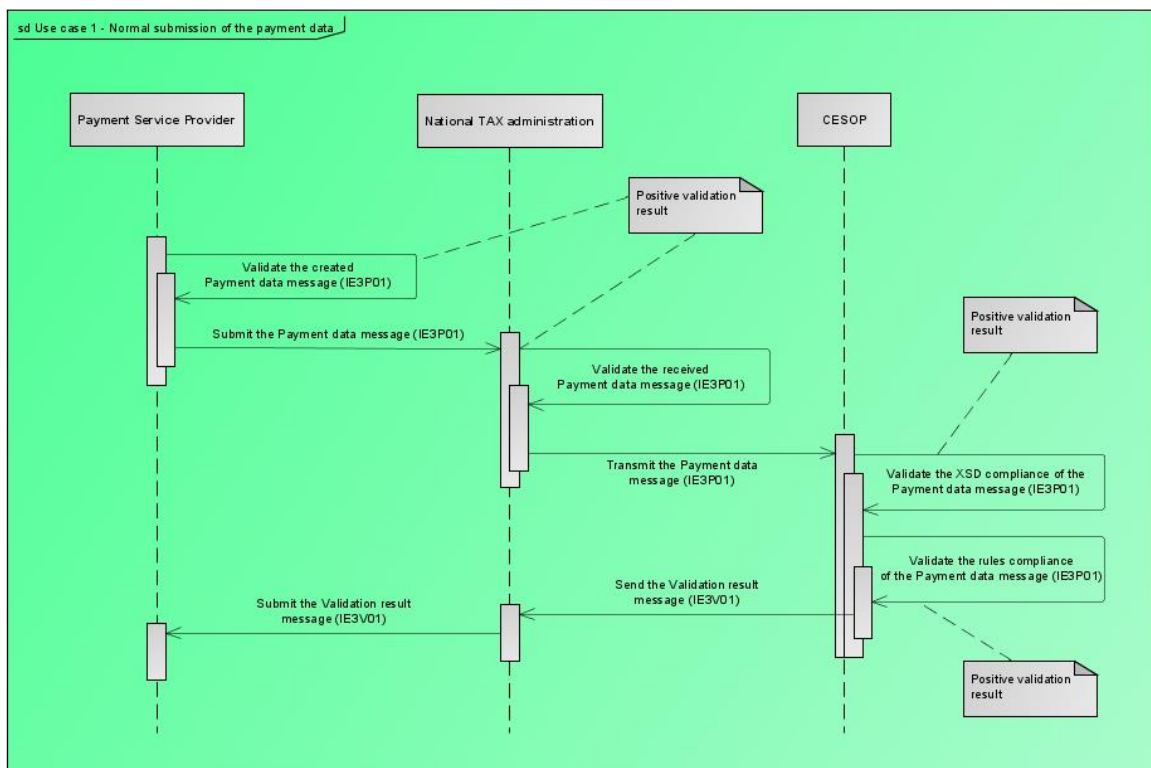 sd Use case 1 - Normal submission of the payment data
Payment Service Provider
National TAX administration
CESOP
Positive validation
result
Validate the created
Payment data message (IE3P01)
Submit the Payment data message (IE3P01)
Positive validation
result
Validate the received
Payment data message (IE3P01)
Transmit the Payment data
message (IE3P01)
Validate the XSD compliance of the
Payment data message (IE3P01)
Validate the rules compliance
of the Payment data message (IE3P01)
Send the Validation result
message (IE3V01)
Submit the Validation result
message (IE3V01)
Positive validation
result